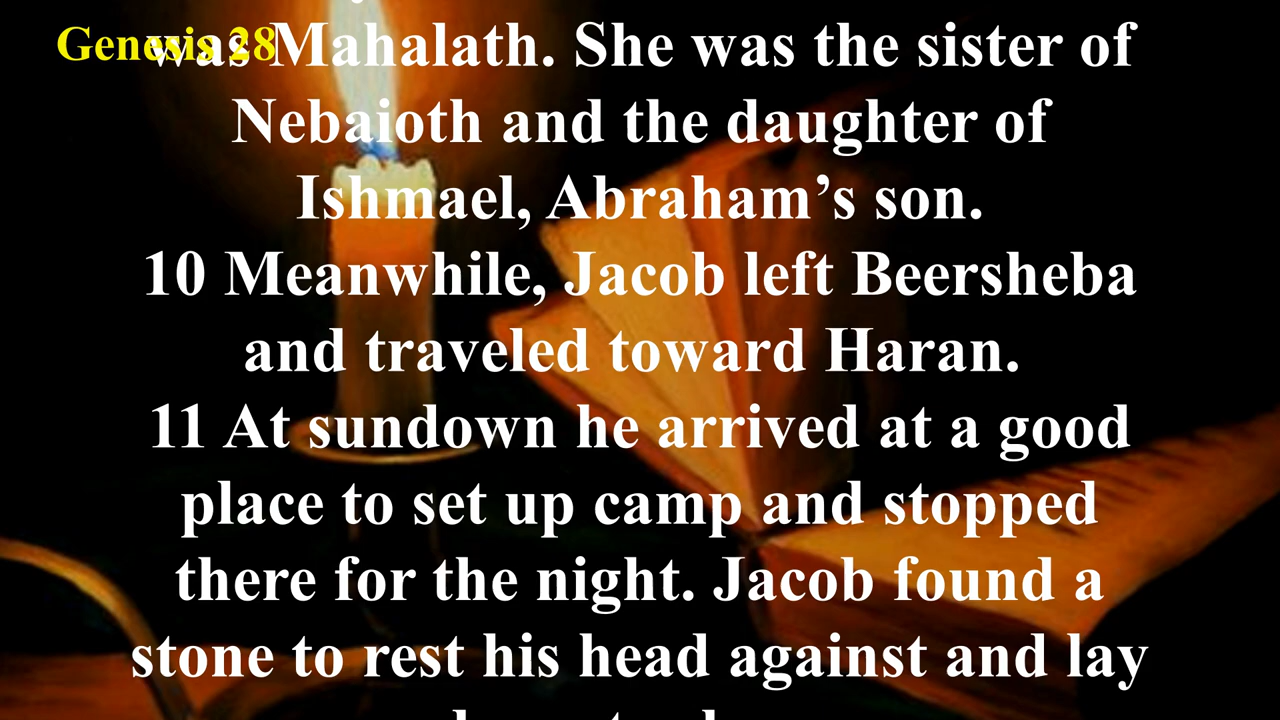 Genesis 28
was Mahalath. She was the sister of
Nebaioth and the daughter of
Ishmael, Abraham’s son.
10 Meanwhile, Jacob left Beersheba
and traveled toward Haran.
11 At sundown he arrived at a good
place to set up camp and stopped
there for the night. Jacob found a
stone to rest his head against and lay